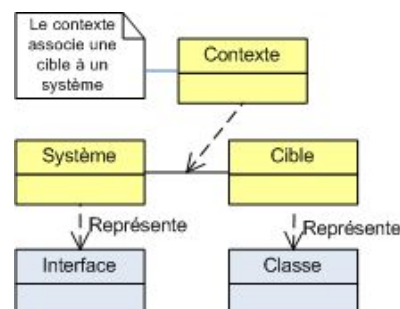 Le contexte
associe une
cible à un
système
Contexte
Système
Cible
Représente
Représente
Interface
Classe